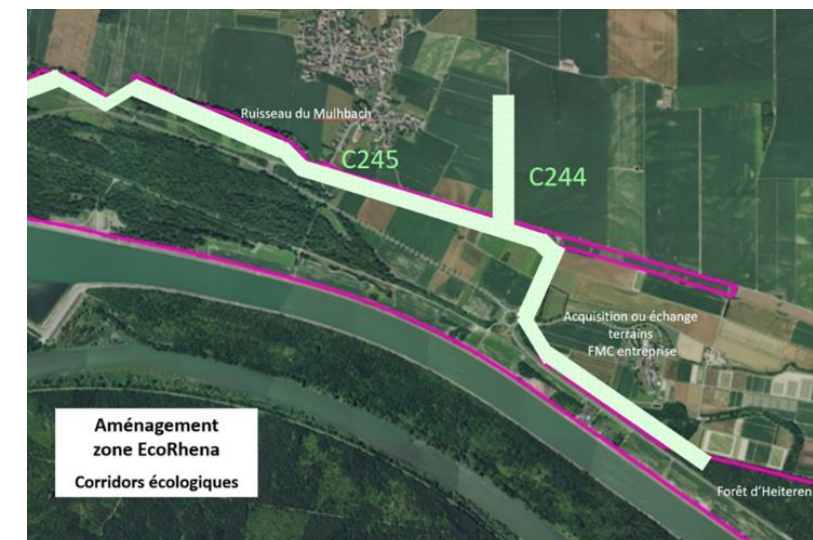 Ruisseau du Mulhbach
C245
C244
Acquisition ou échange
terrains
FMC entreprise
Aménagement
zone EcoRhena
Corridors écologiques
Forêt d'Heiteren